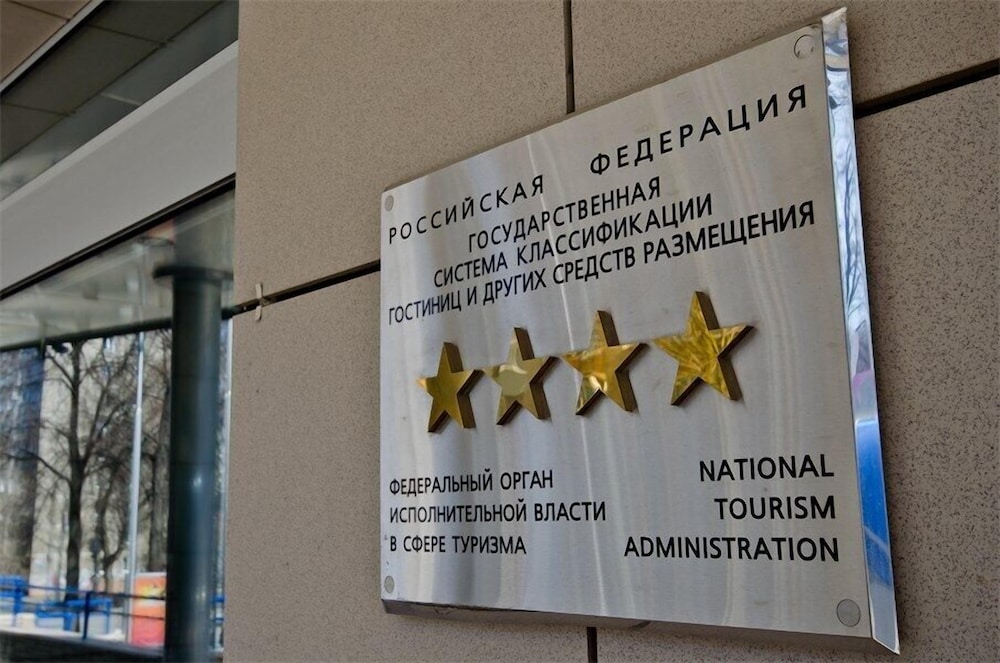 РОССИЙСКАЯ ФЕДЕРАЦИЯ
ГОСУДАРСТВЕННАЯ
СИСТЕМА КЛАССИФИКАЦИИ
ГОСТИНИЦ И ДРУГИХ СРЕДСТВ РАЗМЕЩЕНИЯ
ФЕДЕРАЛЬНЫЙ ОРГАН
ИСПОЛНИТЕЛЬНОЙ ВЛАСТИ
В СФЕРЕ ТУРИЗМА
NATIONAL
TOURISM
ADMINISTRATION